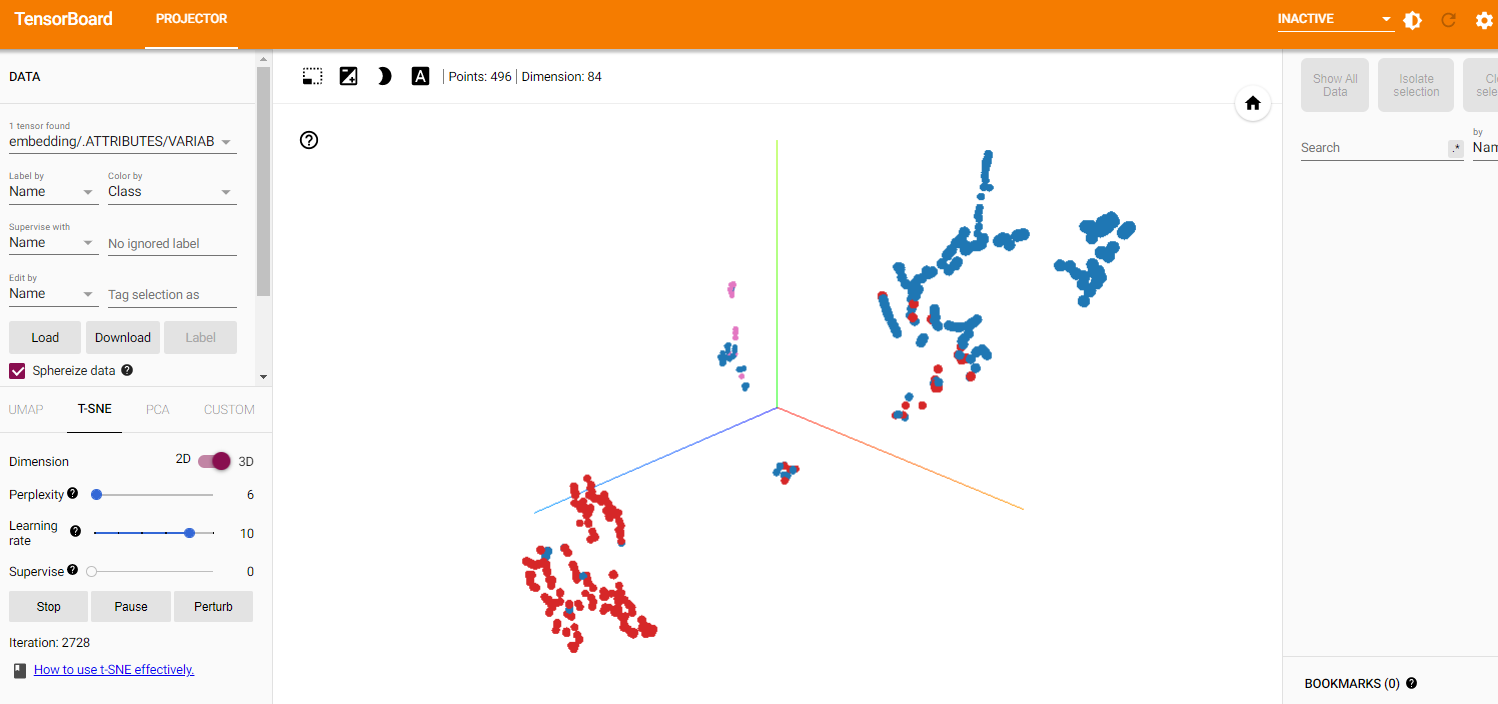 TensorBoard PROJECTOR INACTIVE
DATA
1 tensor found
embedding/.ATTRIBUTES/VARIAB
Label by Color by
Name Class
Supervise with
Name No ignored label
Edit by
Name Tag selection as
Load Download Label
Sphereize data ?
UMAP T-SNE PCA CUSTOM
Dimension 2D 3D
Perplexity ? 6
Learning
rate ? 10
Supervise ? 0
Stop Pause Perturb
Iteration: 2728
How to use t-SNE effectively.
A | Points: 496 | Dimension: 84
?
Show All
Data
Isolate
selection
Cl
sele
Search .* by
Nam
BOOKMARKS (0) ?